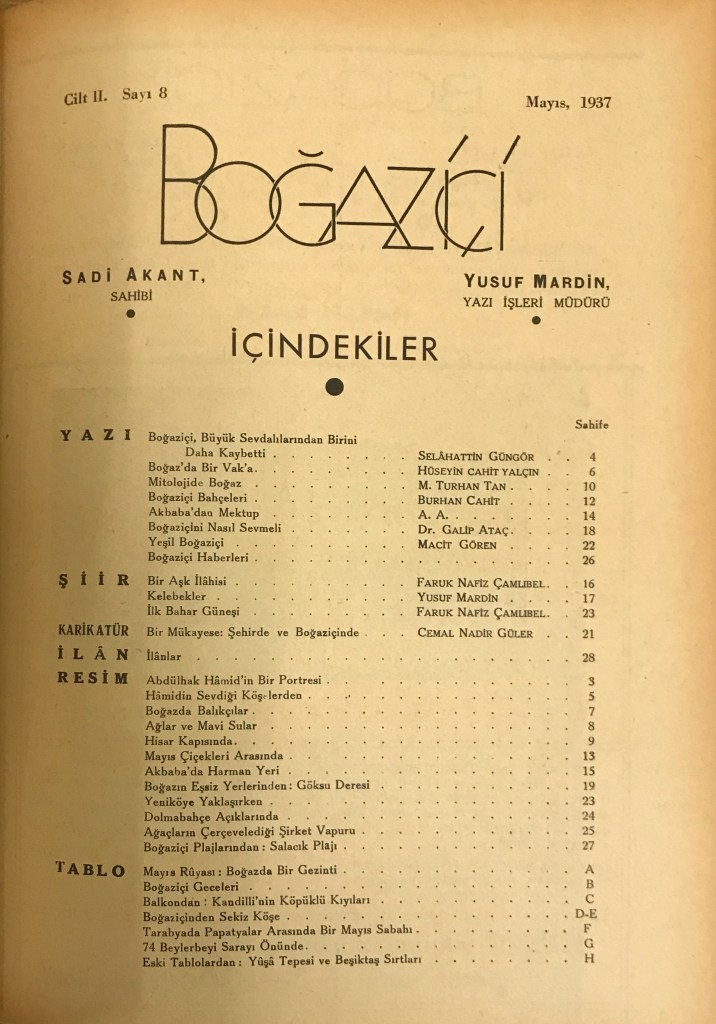 Cilt II. Sayı 8
Mayıs, 1937
BOĞAZİÇİ
SADİ AKANT,
SAHİBİ
YUSUF MARDİN,
YAZI İŞLERİ MÜDÜRÜ
İÇİNDEKİLER
Sahife
YAZI Boğaziçi, Büyük Sevdalılarından Birini
Daha Kaybetti . . . . . . . SELÂHATTİN GÜNGÖR . . 4
Boğaz'da Bir Vak'a. . . . . . . . HÜSEYİN CAHİT YALÇIN . . 6
Mitolojide Boğaz . . . . . . . . M. TURHAN TAN . . . . 10
Boğaziçi Bahçeleri . . . . . . . . BURHAN CAHİT . . . . 12
Akbaba'dan Mektup . . . . . . . A. A. . . . . . . . 14
Boğaziçini Nasıl Sevmeli . . . . . . Dr. GALİP ATAÇ. . . . 18
Yeşil Boğaziçi . . . . . . . . . MACİT GÖREN . . . . 22
Boğaziçi Haberleri . . . . . . . . . . . . . . . . 26
ŞİİR Bir Aşk İlâhisi . . . . . . . . . FARUK NAFİZ ÇAMLIBEL. . 16
Kelebekler . . . . . . . . . . YUSUF MARDİN . . . . 17
İlk Bahar Güneşi . . . . . . . . FARUK NAFİZ ÇAMLIBEL. . 23
KARİKATÜR Bir Mükayese: Şehirde ve Boğaziçinde . . . CEMAL NADİR GÜLER . . 21
İLÂN İlânlar . . . . . . . . . . . . . . . . . . . 28
RESİM Abdülhak Hâmid'in Bir Portresi . . . . . . . . . . . . . 3
Hâmidin Sevdiği Köşelerden . . . . . . . . . . . . . . 5
Boğazda Balıkçılar . . . . . . . . . . . . . . . . 7
Ağlar ve Mavi Sular . . . . . . . . . . . . . . . . 8
Hisar Kapısında. . . . . . . . . . . . . . . . . 9
Mayıs Çiçekleri Arasında . . . . . . . . . . . . . . 13
Akbaba'da Harman Yeri . . . . . . . . . . . . . . . 15
Boğazın Eşsiz Yerlerinden: Göksu Deresi . . . . . . . . . . 19
Yeniköye Yaklaşırken . . . . . . . . . . . . . . . 23
Dolmabahçe Açıklarında . . . . . . . . . . . . . . 24
Ağaçların Çerçevelediği Şirket Vapuru . . . . . . . . . . . 25
Boğaziçi Plajlarından : Salacık Plajı . . . . . . . . . . . . 27
TABLO Mayıs Rûyası : Boğazda Bir Gezinti . . . . . . . . . . . . A
Boğaziçi Geceleri . . . . . . . . . . . . . . . . B
Balkondan : Kandilli'nin Köpüklü Kıyıları . . . . . . . . . . C
Boğaziçinden Sekiz Köşe . . . . . . . . . . . . . . D-E
Tarabyada Papatyalar Arasında Bir Mayıs Sabahı . . . . . . . . . F
74 Beylerbeyi Sarayı Önünde. . . . . . . . . . . . . . G
Eski Tablolardan : Yûşâ Tepesi ve Beşiktaş Sırtları . . . . . . . . H